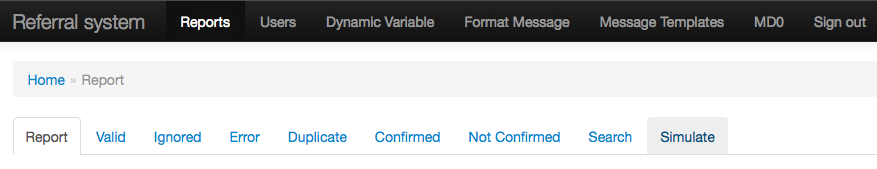 Referral system Reports Users Dynamic Variable Format Message Message Templates MD0 Sign out
Home » Report
Report Valid Ignored Error Duplicate Confirmed Not Confirmed Search Simulate